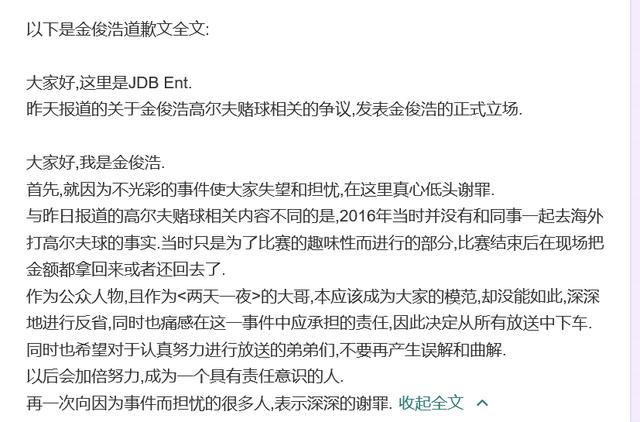 以下是金俊浩道歉文全文:
大家好,这里是JDB Ent.
昨天报道的关于金俊浩高尔夫赌球相关的争议,发表金俊浩的正式立场.
大家好,我是金俊浩.
首先,就因为不光彩的事件使大家失望和担忧,在这里真心低头谢罪.
与昨日报道的高尔夫赌球相关内容不同的是,2016年当时并没有和同事一起去海外
打高尔夫球的事实.当时只是为了比赛的趣味性而进行的部分,比赛结束后在现场把
金额都拿回来或者还回去了.
作为公众人物,且作为<两天一夜>的大哥,本应该成为大家的模范,却没能如此,深深
地进行反省,同时也痛感在这一事件中应承担的责任,因此决定从所有放送中下车.
同时也希望对于认真努力进行放送的弟弟们,不要再产生误解和曲解.
以后会加倍努力,成为一个具有责任意识的人.
再一次向因为事件而担忧的很多人,表示深深的谢罪. 收起全文